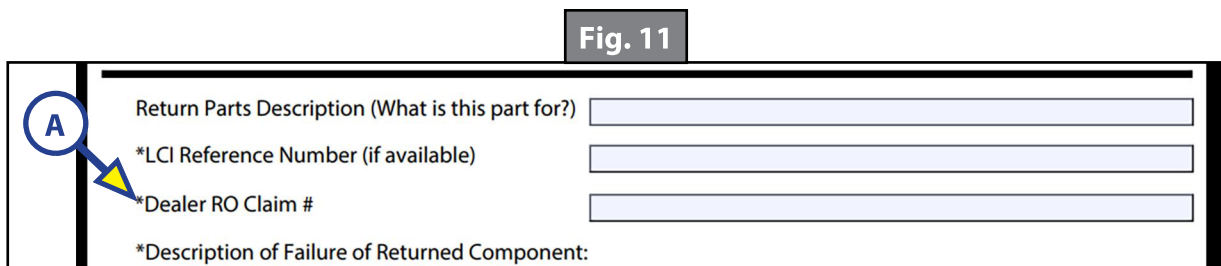 Fig. 11
Return Parts Description (What is this part for?)
A
*LCI Reference Number (if available)
*Dealer RO Claim #
*Description of Failure of Returned Component: